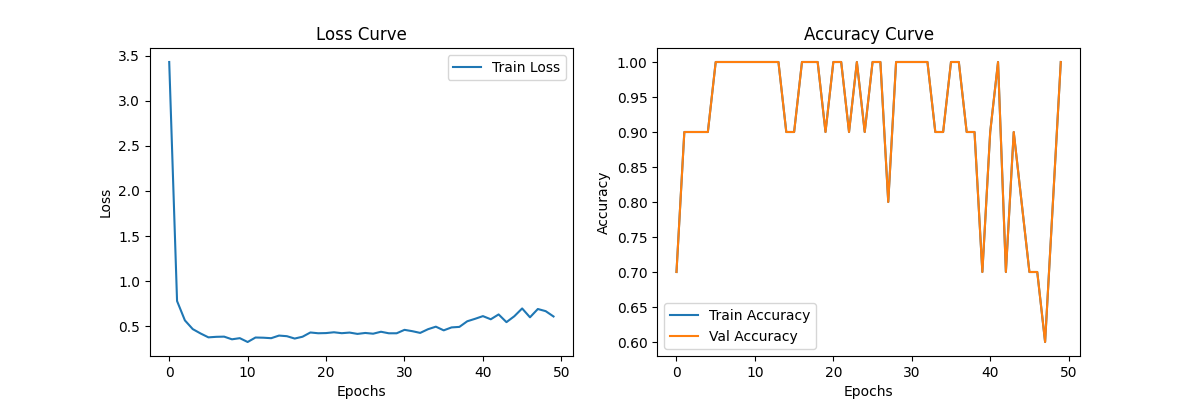 Loss Curve
3.5
3.0
2.5
2.0
1.5
1.0
0.5
Loss
Train Loss
0 10 20 30 40 50
Epochs
Accuracy Curve
1.00
0.95
0.90
0.85
0.80
0.75
0.70
0.65
0.60
Accuracy
Train Accuracy
Val Accuracy
0 10 20 30 40 50
Epochs